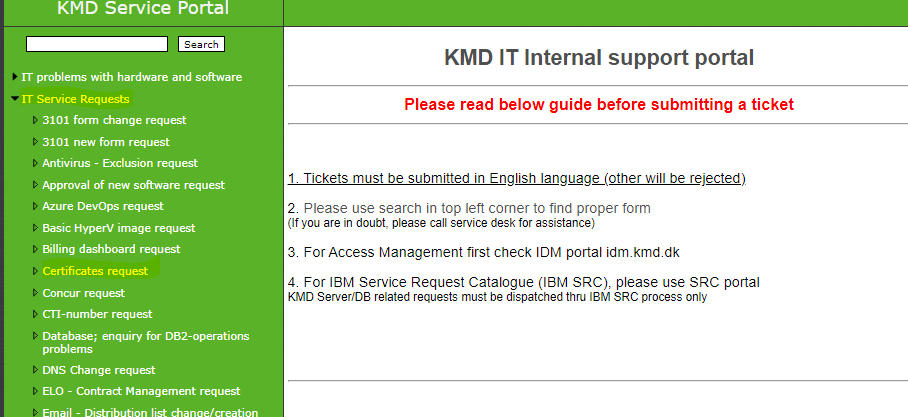 KMD Service Portal
Search
IT problems with hardware and software
IT Service Requests
3101 form change request
3101 new form request
Antivirus - Exclusion request
Approval of new software request
Azure DevOps request
Basic HyperV image request
Billing dashboard request
Certificates request
Concur request
CTI-number request
Database; enquiry for DB2-operations
problems
DNS Change request
ELO - Contract Management request
Email - Distribution list change/creation
KMD IT Internal support portal
Please read below guide before submitting a ticket
1. Tickets must be submitted in English language (other will be rejected)
2. Please use search in top left corner to find proper form
(If you are in doubt, please call service desk for assistance)
3. For Access Management first check IDM portal idm.kmd.dk
4. For IBM Service Request Catalogue (IBM SRC), please use SRC portal
KMD Server/DB related requests must be dispatched thru IBM SRC process only